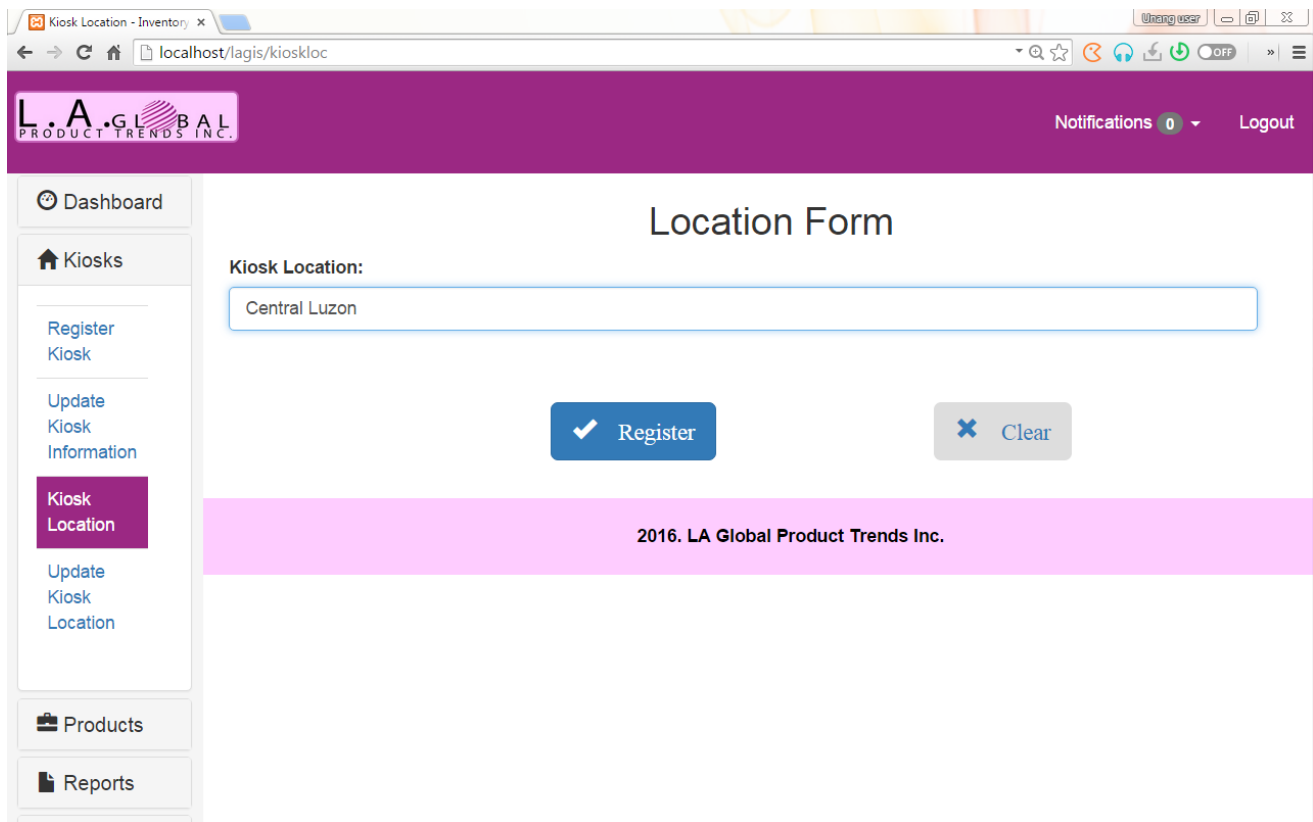 Kiosk Location - Inventory
Unang user
localhost/lagis/kioskloc
OFF
»
L.A.GLOBAL
PRODUCT TRENDS INC.
Notifications 0
Logout
Dashboard
Kiosks
Register
Kiosk
Update
Kiosk
Information
Kiosk
Location
Update
Kiosk
Location
Products
Reports
Location Form
Kiosk Location:
Central Luzon
Register
Clear
2016. LA Global Product Trends Inc.